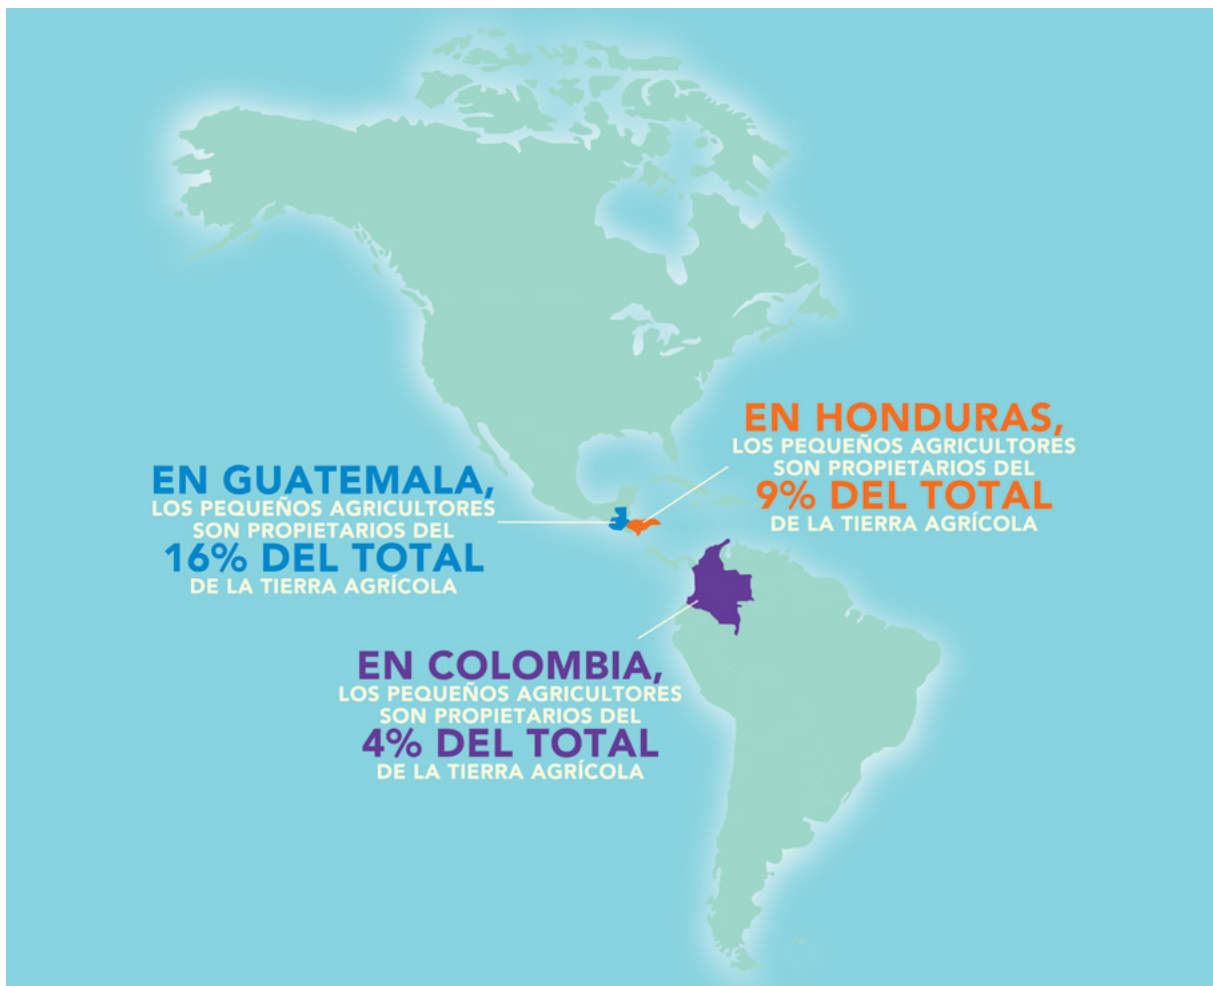 EN HONDURAS,
LOS PEQUEÑOS AGRICULTORES
SON PROPIETARIOS DEL
9% DEL TOTAL
DE LA TIERRA AGRÍCOLA
EN GUATEMALA,
LOS PEQUEÑOS AGRICULTORES
SON PROPIETARIOS DEL
16% DEL TOTAL
DE LA TIERRA AGRÍCOLA
EN COLOMBIA,
LOS PEQUEÑOS AGRICULTORES
SON PROPIETARIOS DEL
4% DEL TOTAL
DE LA TIERRA AGRÍCOLA